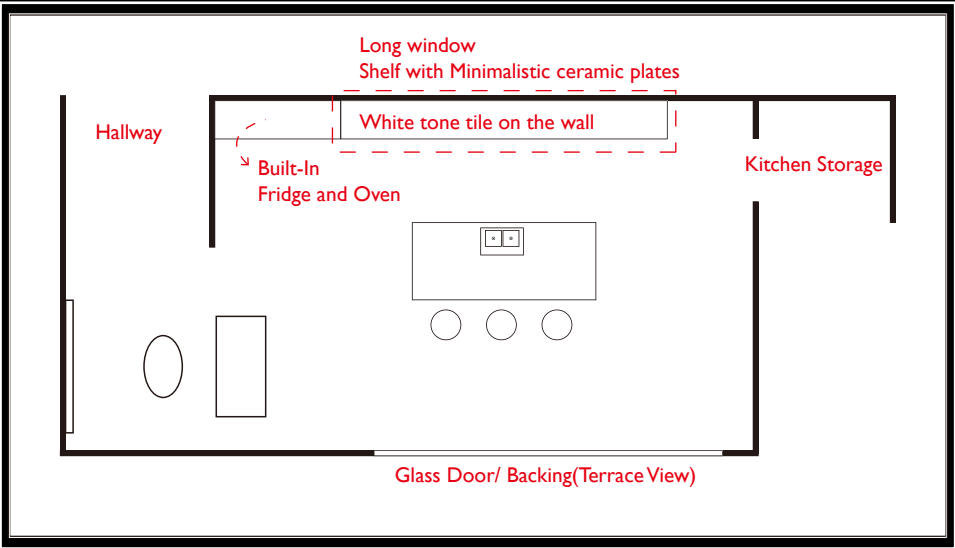 Long window
Shelf with Minimalistic ceramic plates
Hallway
White tone tile on the wall
Built-In
Fridge and Oven
Kitchen Storage
Glass Door/ Backing(Terrace View)